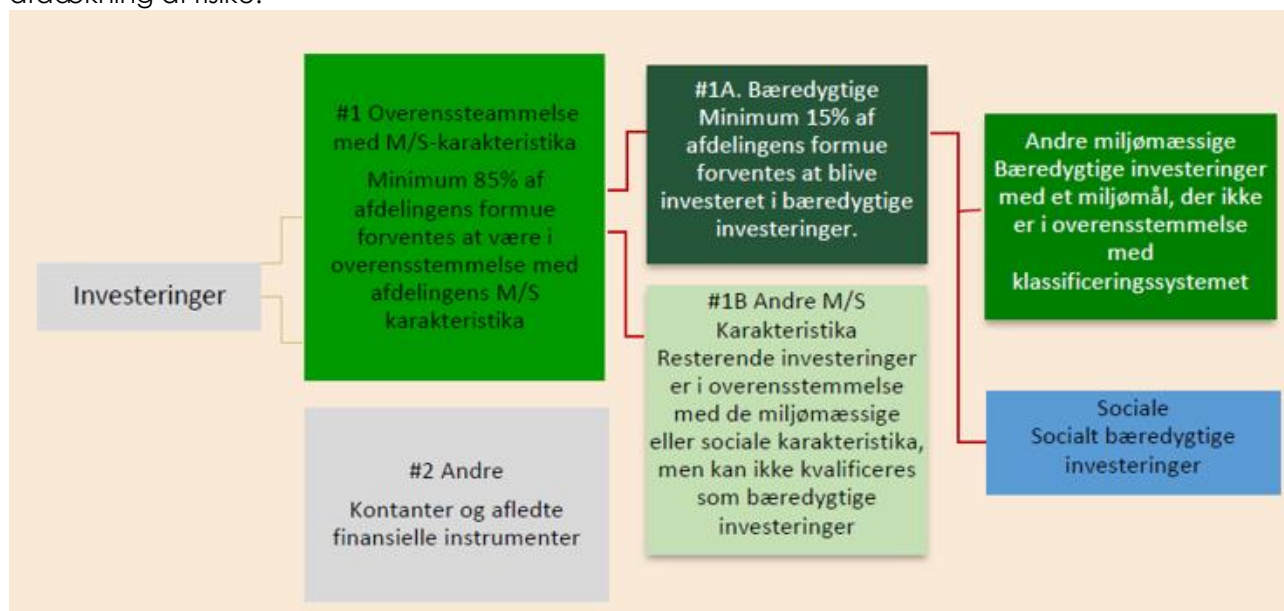 Investeringer
#1 Overenssteammelse
med M/S-karakteristika
Minimum 85% af
afdelingens formue
forventes at være i
overensstemmelse med
afdelingens M/S
karakteristika
#2 Andre
Kontanter og afledte
finansielle instrumenter
#1A. Bæredygtige
Minimum 15% af
afdelingens formue
forventes at blive
investeret i bæredygtige
investeringer.
#1B Andre M/S
Karakteristika
Resterende investeringer
er i overensstemmelse
med de miljømæssige
eller sociale karakteristika,
men kan ikke kvalificeres
som bæredygtige
investeringer
Andre miljømæssige
Bæredygtige investeringer
med et miljømål, der ikke
er i overensstemmelse
med
klassificeringssystemet
Sociale
Socialt bæredygtige
investeringer